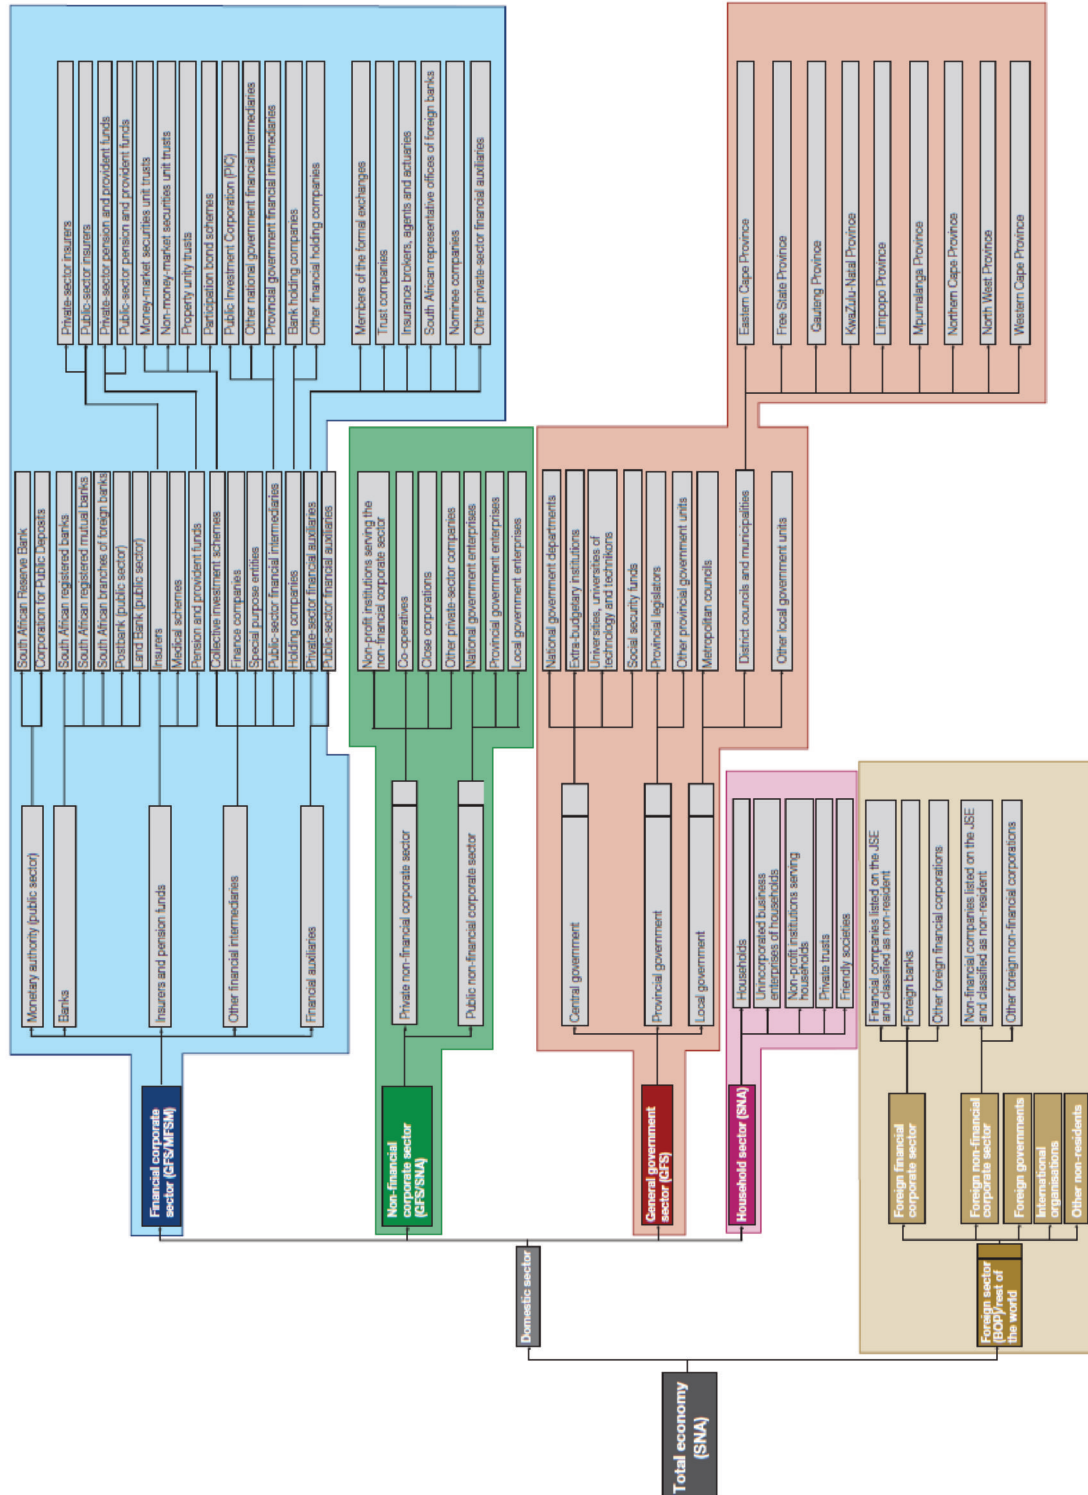 Total economy
(SNA)
Domestic sector
Foreign sector
(BOP)/rest of
the world
Financial corporate
sector (GFS/MFSM)
Non-financial
corporate sector
(GFS/SNA)
General government
sector (GFS)
Household sector (SNA)
Foreign financial
corporate sector
Foreign non-financial
corporate sector
Foreign governments
International
organisations
Other non-residents
Monetary authority (public sector)
Banks
Insurers and pension funds
Other financial intermediaries
Financial auxiliaries
Private non-financial corporate sector
Public non-financial corporate sector
Central government
Provincial government
Local government
Households
Unincorporated business
enterprises of households
Non-profit institutions serving
households
Private trusts
Friendly societies
Financial companies listed on the JSE
and classified as non-resident
Foreign banks
Other foreign financial corporations
Non-financial companies listed on the JSE
and classified as non-resident
Other foreign non-financial corporations
South African Reserve Bank
Corporation for Public Deposits
South African registered banks
South African registered mutual banks
South African branches of foreign banks
Postbank (public sector)
and Bank (public sector)
Insurers
Medical schemes
Pension and provident funds
Collective investment schemes
Finance companies
Special purpose entities
Public-sector financial intermediaries
Holding companies
Private-sector financial auxiliaries
Public-sector financial auxiliaries
Non-profit institutions serving the
non-financial corporate sector
Co-operatives
Close corporations
Other private-sector companies
National government enterprises
Provincial government enterprises
Local government enterprises
National government departments
Extra-budgetary institutions
Universities, universities of
technology and technikons
Social security funds
Provincial legislators
Other provincial government units
Metropolitan councils
District councils and municipalities
Other local government units
Private-sector insurers
Public-sector insurers
Private-sector pension and provident funds
Public-sector pension and provident funds
Money-market securities unit trusts
Non-money-market securities unit trusts
Property unity trusts
Participation bond schemes
Public Investment Corporation (PIC)
Other national government financial intermediaries
Provincial government financial intermediaries
Bank holding companies
Other financial holding companies
Members of the formal exchanges
Trust companies
Insurance brokers, agents and actuaries
South African representative offices of foreign banks
Nominee companies
Other private-sector financial auxiliaries
Eastern Cape Province
Free State Province
Gauteng Province
KwaZulu-Natal Province
Limpopo Province
Mpumalanga Province
Northern Cape Province
North West Province
Western Cape Province